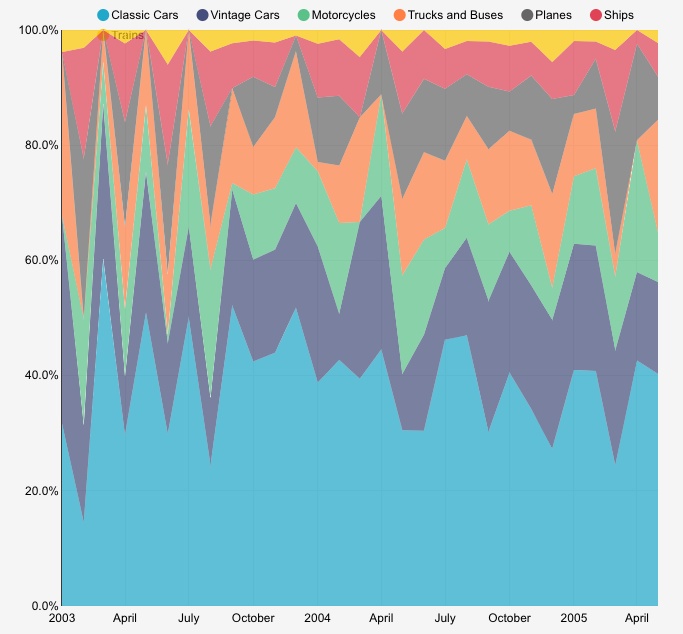 Classic Cars Vintage Cars Motorcycles Trucks and Buses Planes Ships
100.0%
Trains
80.0%
60.0%
40.0%
20.0%
0.0%
2003 April July October 2004 April July October 2005 April